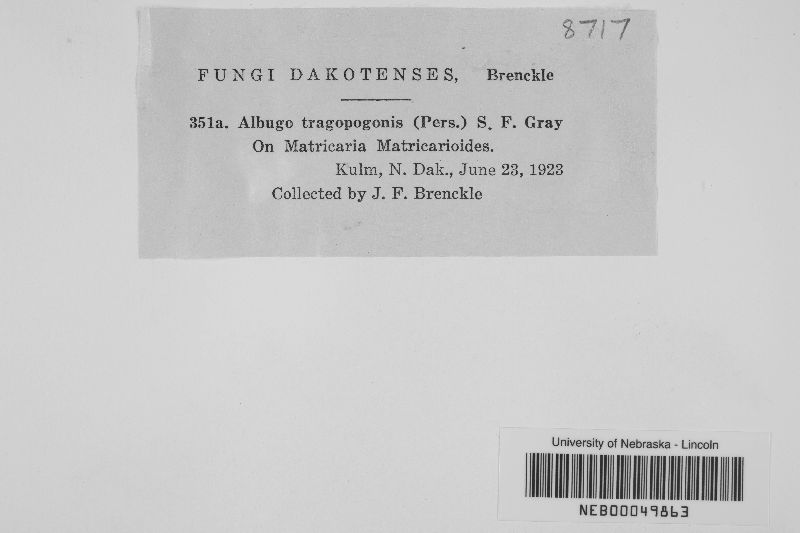 8717
FUNGI DAKOTENSES, Brenckle
351a. Albugo tragopogonis (Pers.) S. F. Gray
On Matricaria Matricarioides.
Kulm, N. Dak., June 23, 1923
Collected by J. F. Brenckle
University of Nebraska - Lincoln
NEB00049863